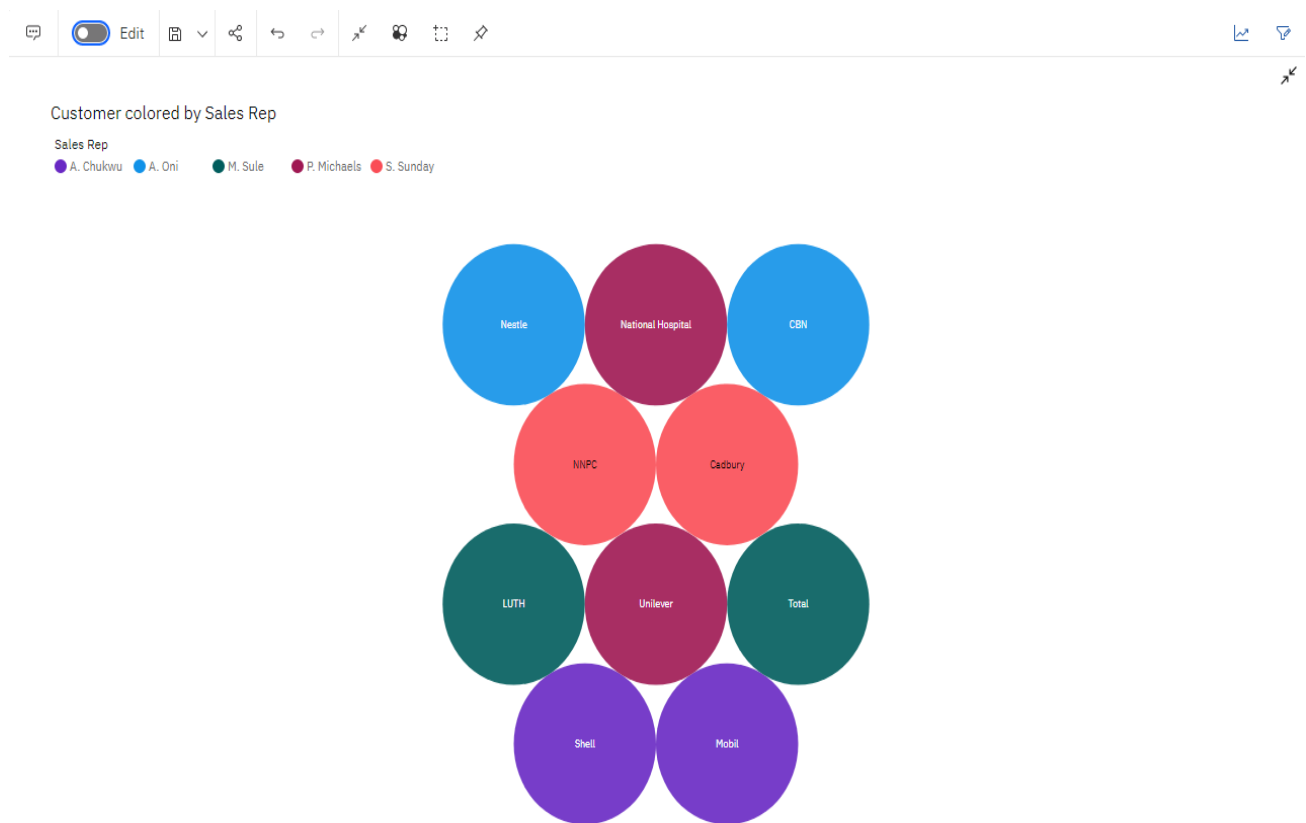 Edit
Customer colored by Sales Rep
Sales Rep
A. Chukwu A. Oni M. Sule P. Michaels S. Sunday
Nestle National Hospital CBN
NNPC Cadbury
LUTH Unilever Total
Shell Mobil